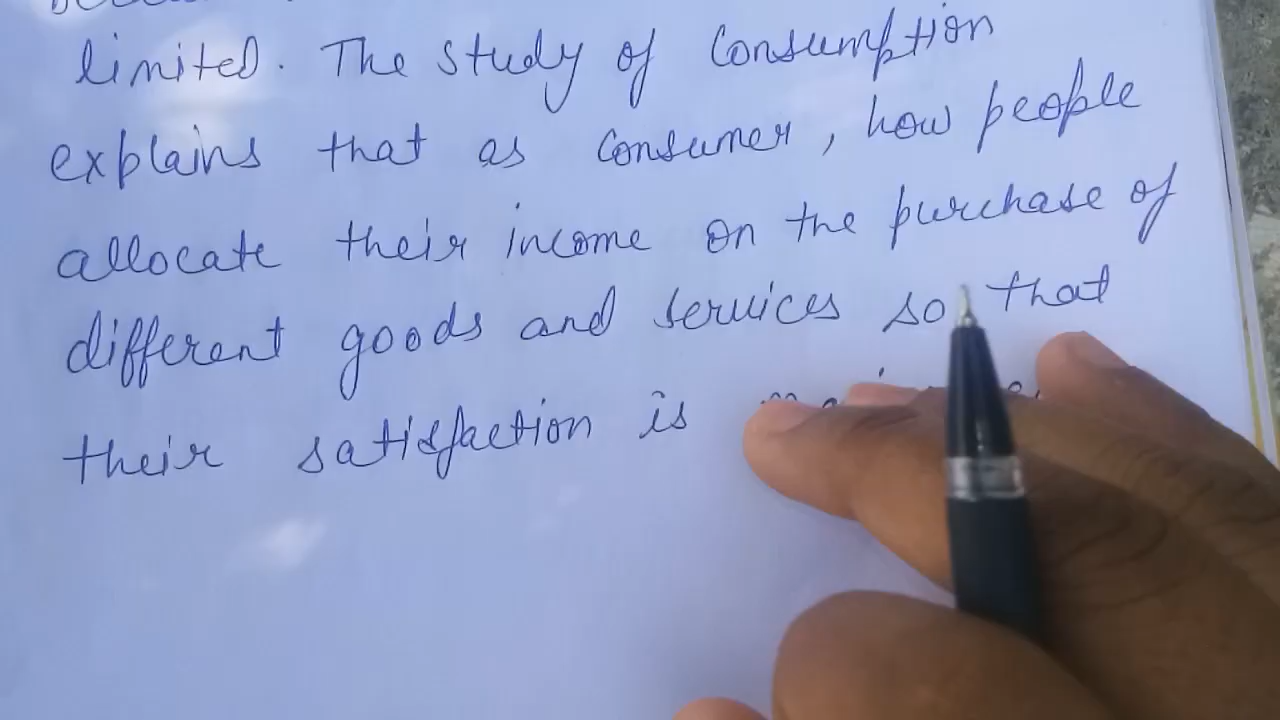 limited. The study of Consumption
explains that as Consumer, how people
allocate their income on the purchase of
different goods and services so that
their satisfaction is